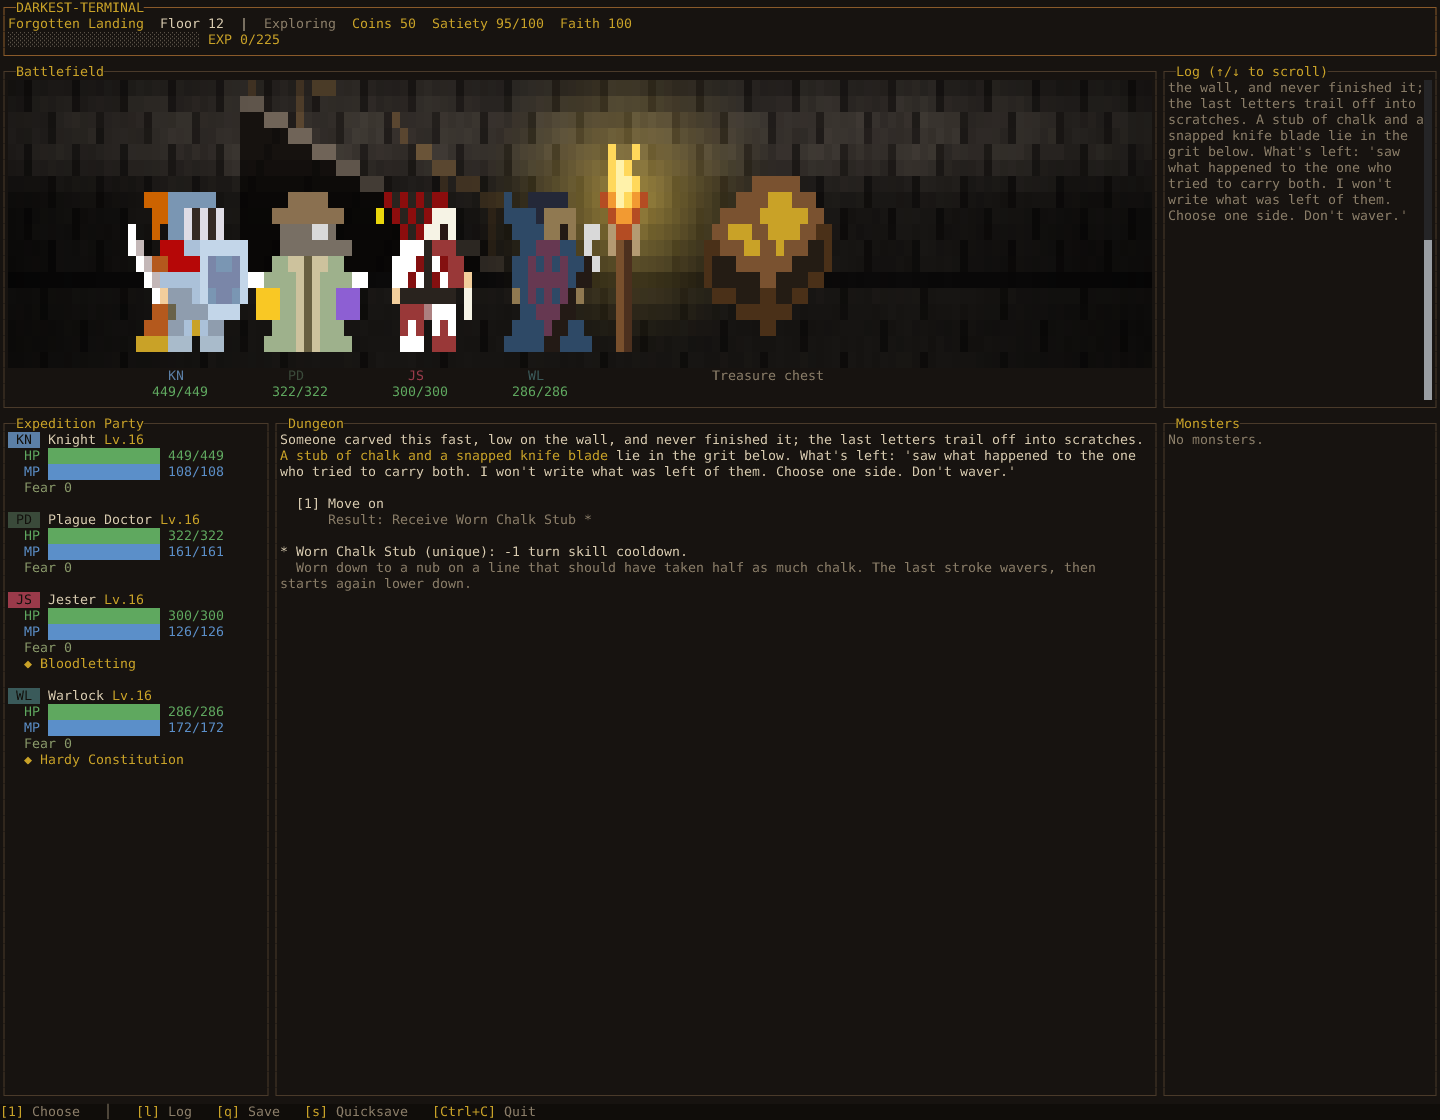 DARKEST-TERMINAL
Forgotten Landing  Floor 12  |  Exploring  Coins 50  Satiety 95/100  Faith 100
EXP 0/225
Battlefield
KN PD JS WL Treasure chest
449/449 322/322 300/300 286/286
Log (↑/↓ to scroll)
the wall, and never finished it;
the last letters trail off into
scratches. A stub of chalk and a
snapped knife blade lie in the
grit below. What's left: 'saw
what happened to the one who
tried to carry both. I won't
write what was left of them.
Choose one side. Don't waver.'
Expedition Party
KN Knight Lv.16
HP 449/449
MP 108/108
Fear 0
PD Plague Doctor Lv.16
HP 322/322
MP 161/161
Fear 0
JS Jester Lv.16
HP 300/300
MP 126/126
Fear 0
◆ Bloodletting
WL Warlock Lv.16
HP 286/286
MP 172/172
Fear 0
◆ Hardy Constitution
Dungeon
Someone carved this fast, low on the wall, and never finished it; the last letters trail off into scratches.
A stub of chalk and a snapped knife blade lie in the grit below. What's left: 'saw what happened to the one
who tried to carry both. I won't write what was left of them. Choose one side. Don't waver.'
[1] Move on
Result: Receive Worn Chalk Stub *
* Worn Chalk Stub (unique): -1 turn skill cooldown.
Worn down to a nub on a line that should have taken half as much chalk. The last stroke wavers, then
starts again lower down.
Monsters
No monsters.
[1] Choose | [l] Log [q] Save [s] Quicksave [Ctrl+C] Quit